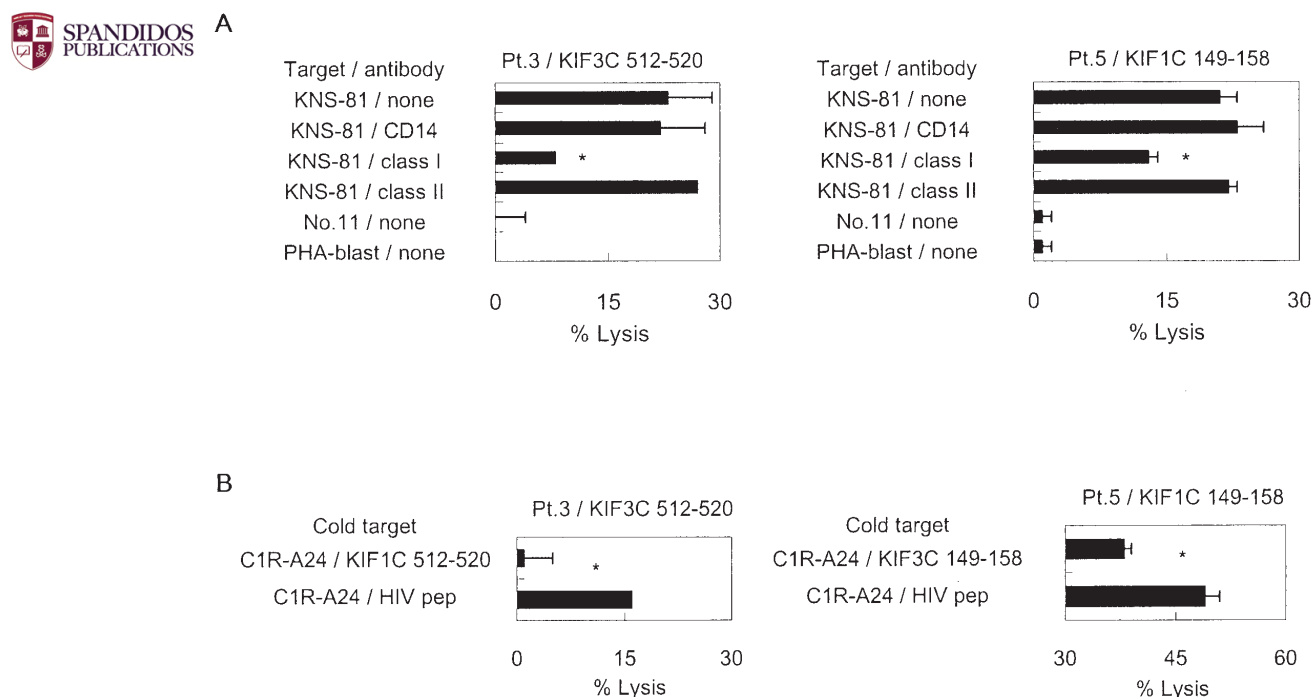 SPANDIDOS
PUBLICATIONS
A
Pt.3 / KIF3C 512-520
Target / antibody
KNS-81 / none
KNS-81 / CD14
KNS-81 / class I
*
KNS-81 / class II
No.11 / none
PHA-blast / none
0 15 30
% Lysis
Pt.5 / KIF1C 149-158
Target / antibody
KNS-81 / none
KNS-81 / CD14
KNS-81 / class I
*
KNS-81 / class II
No.11 / none
PHA-blast / none
0 15 30
% Lysis
B
Pt.3 / KIF3C 512-520
Cold target
C1R-A24 / KIF1C 512-520
*
C1R-A24 / HIV pep
0 15 30
% Lysis
Pt.5 / KIF1C 149-158
Cold target
C1R-A24 / KIF3C 149-158
*
C1R-A24 / HIV pep
30 45 60
% Lysis